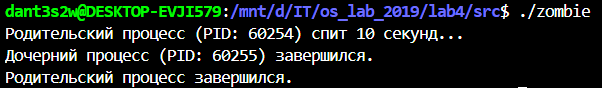 dant3s2w@DESKTOP-EVJI579:/mnt/d/IT/os_lab_2019/lab4/src$ ./zombie
Родительский процесс (PID: 60254) спит 10 секунд...
Дочерний процесс (PID: 60255) завершился.
Родительский процесс завершился.